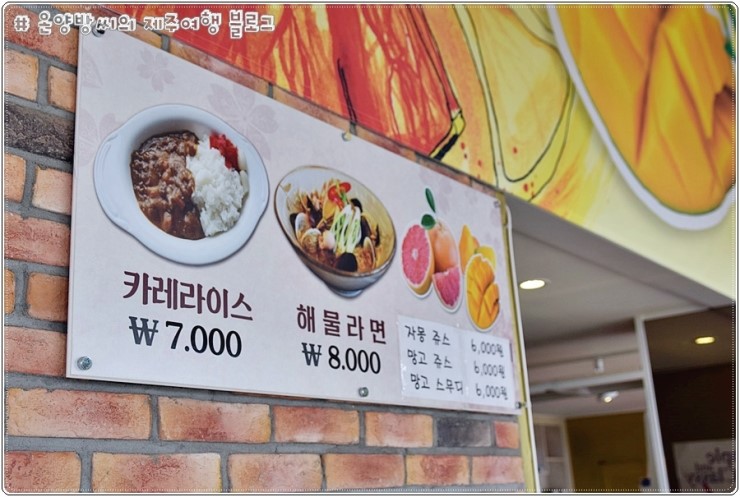 # 온양방씨의 제주여행 블로그
카레라이스
₩ 7.000
해물라면
₩ 8.000
자몽 쥬스 6,000원
망고 쥬스 6,000원
망고 스무디 6,000원